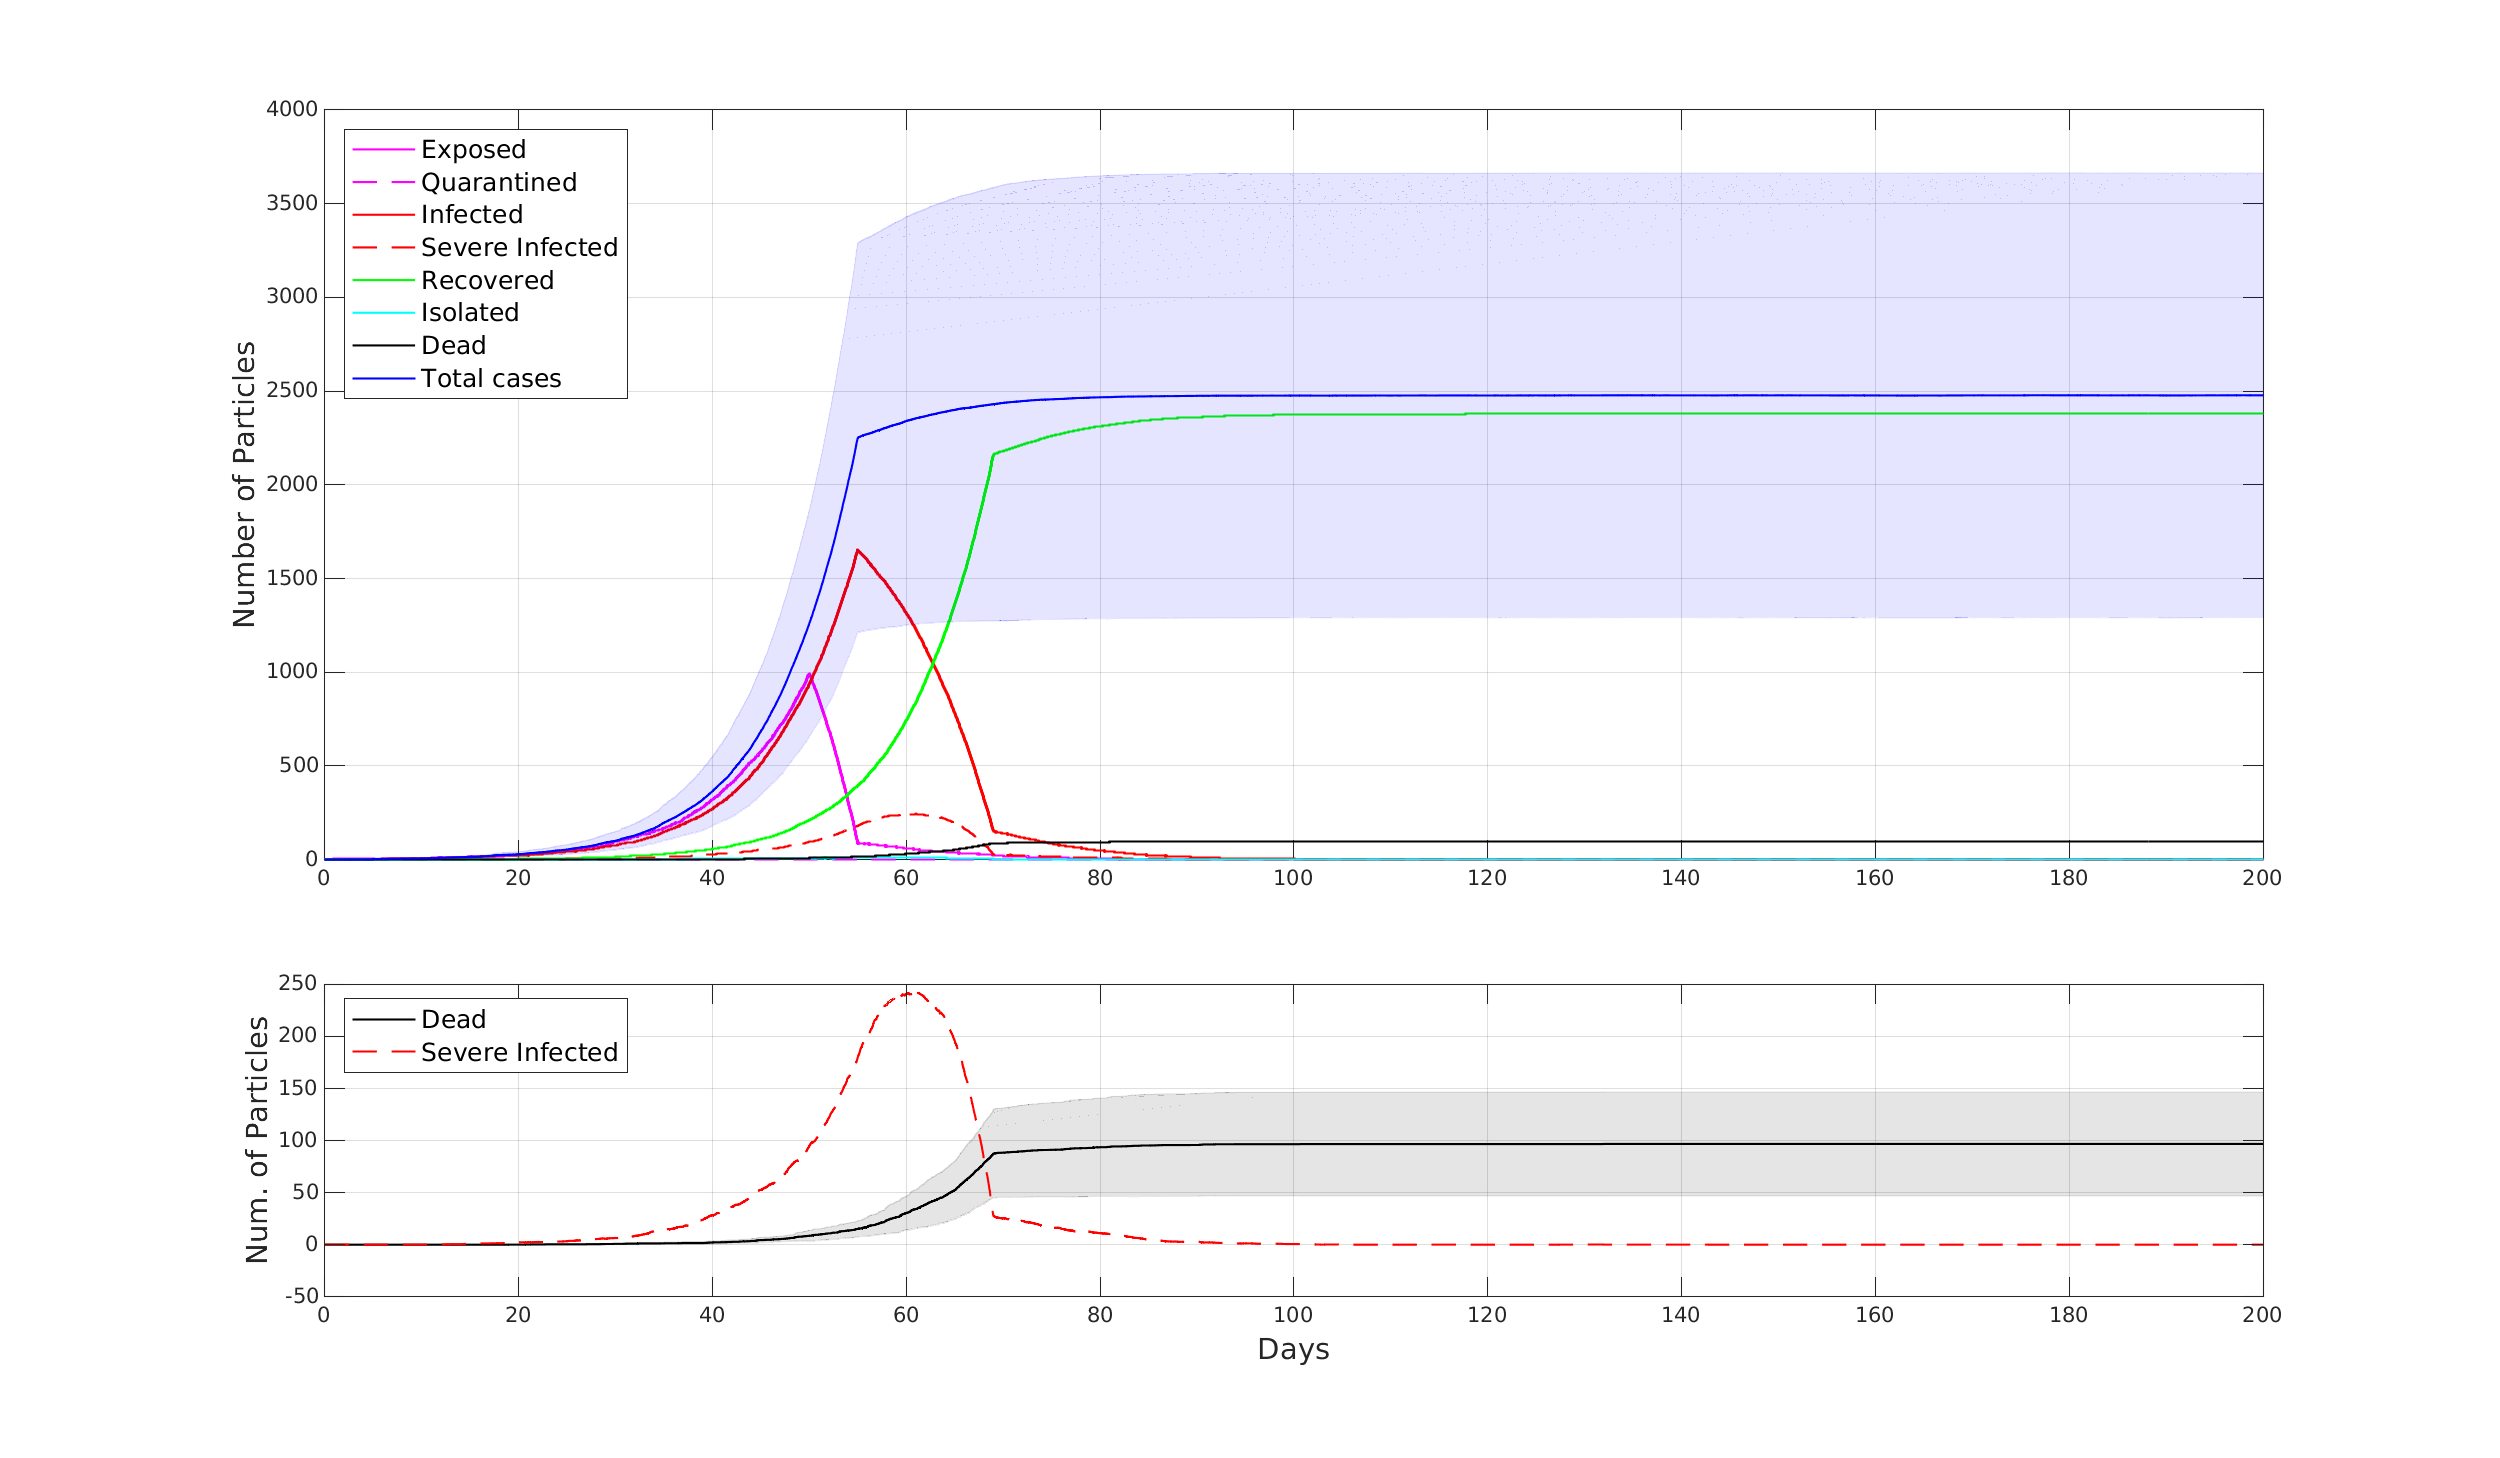 Number of Particles
4000
3500
3000
2500
2000
1500
1000
500
0
Exposed
Quarantined
Infected
Severe Infected
Recovered
Isolated
Dead
Total cases
0 20 40 60 80 100 120 140 160 180 200
Num. of Particles
250
200
150
100
50
0
-50
Dead
Severe Infected
0 20 40 60 80 100 120 140 160 180 200
Days